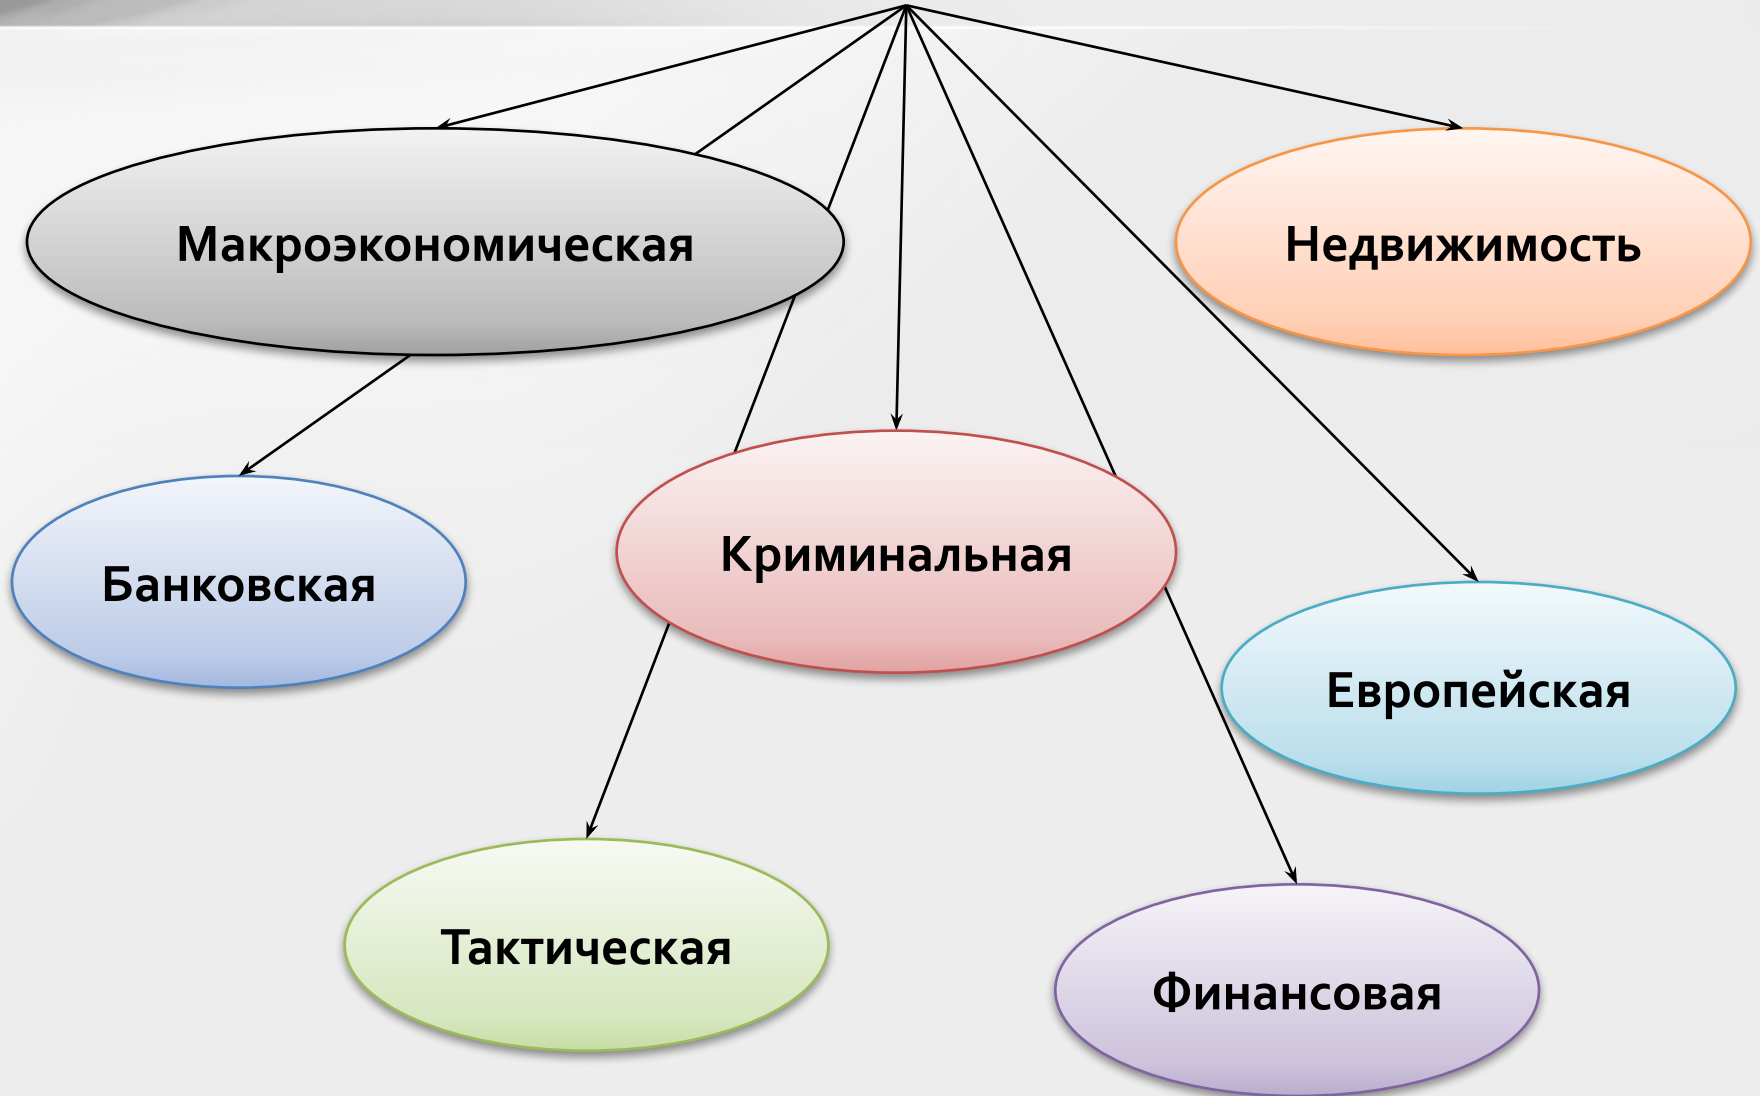 Макроэкономическая
Недвижимость
Банковская
Криминальная
Европейская
Тактическая
Финансовая